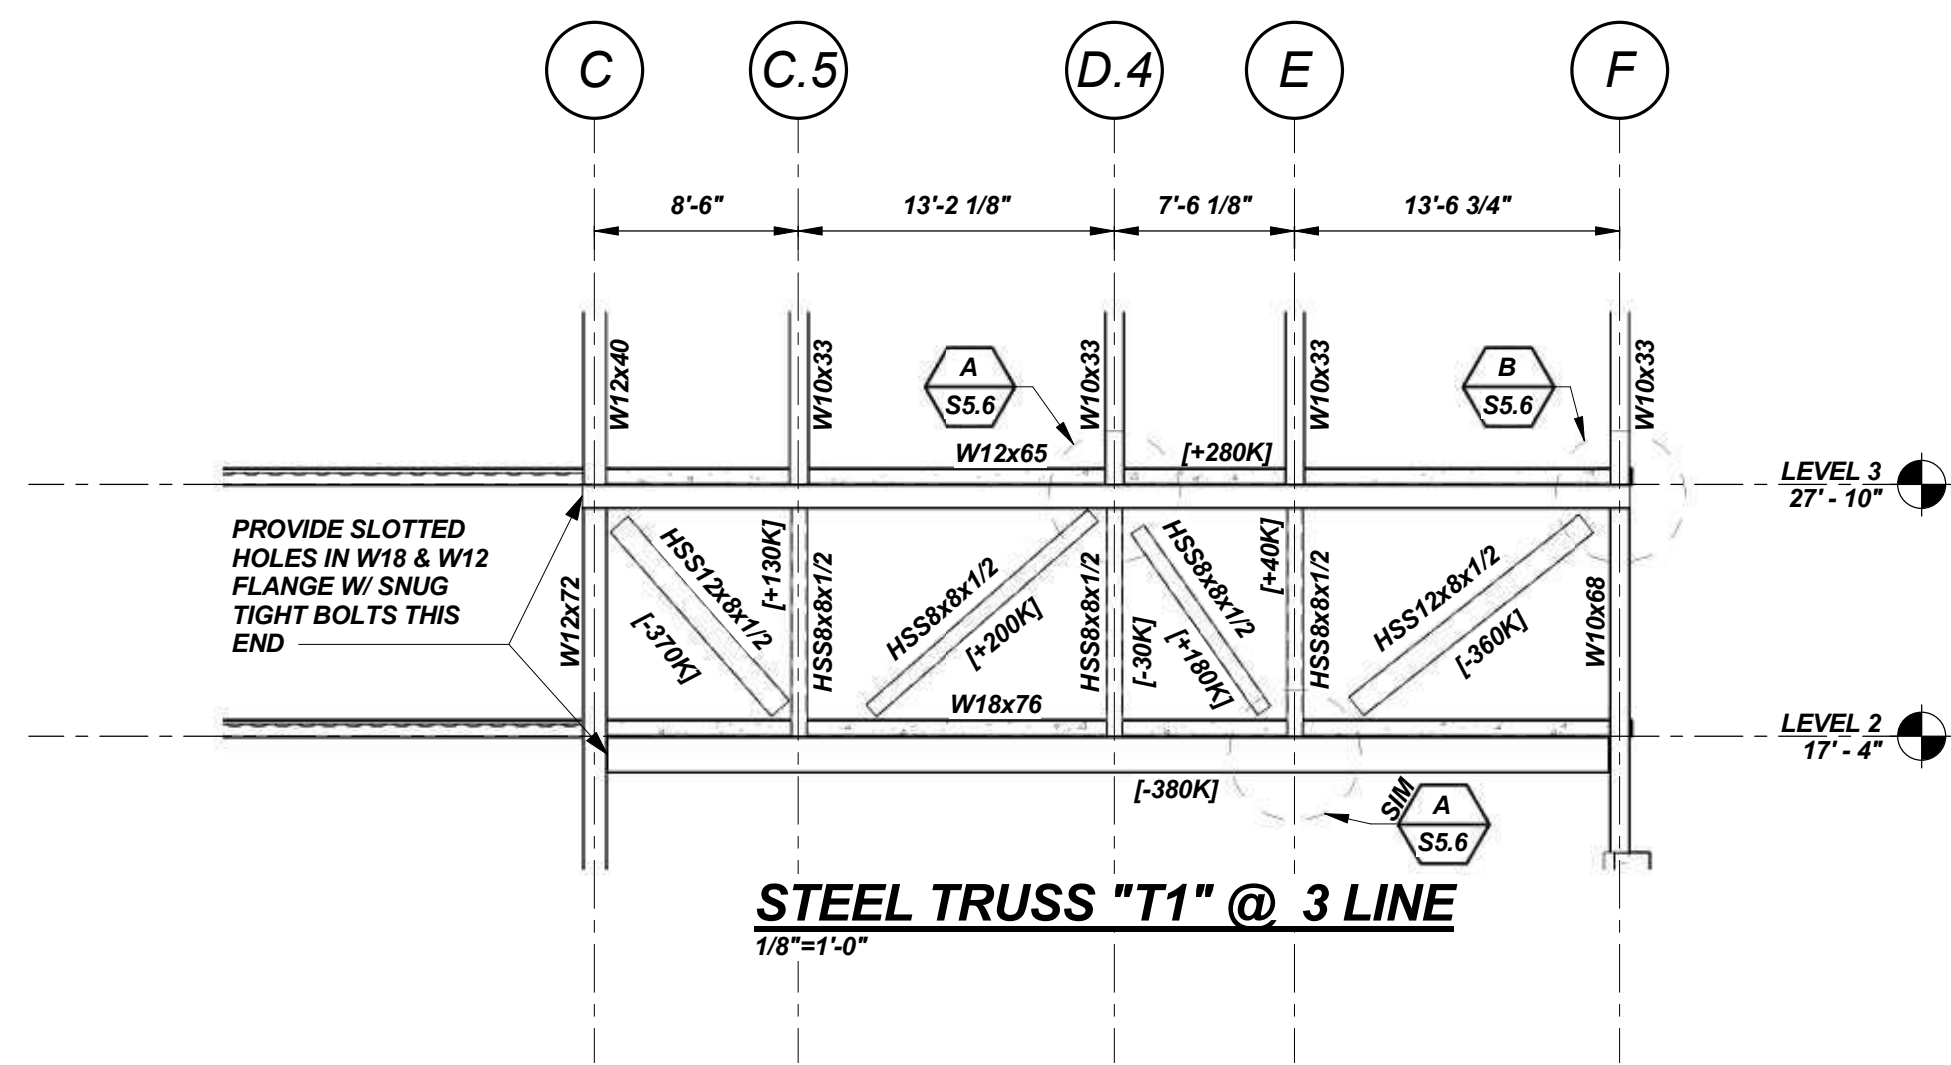 C
C.5
D.4
E
F
8'-6"
13'-2 1/8"
7'-6 1/8"
13'-6 3/4"
W12x40
W10x33
W10x33
W10x33
W10x33
A
S5.6
B
S5.6
W12x65
[+280K]
LEVEL 3
27' - 10"
PROVIDE SLOTTED
HOLES IN W18 & W12
FLANGE W/ SNUG
TIGHT BOLTS THIS
END
W12x72
HSS12x8x1/2
[-370K]
[+130K]
HSS8x8x1/2
HSS8x8x1/2
[+200K]
HSS8x8x1/2
[-30K]
HSS8x8x1/2
[+180K]
[+40K]
HSS8x8x1/2
HSS12x8x1/2
[-360K]
W10x68
W18x76
LEVEL 2
17' - 4"
[-380K]
SIM
A
S5.6
STEEL TRUSS "T1" @ 3 LINE
1/8"=1'-0"